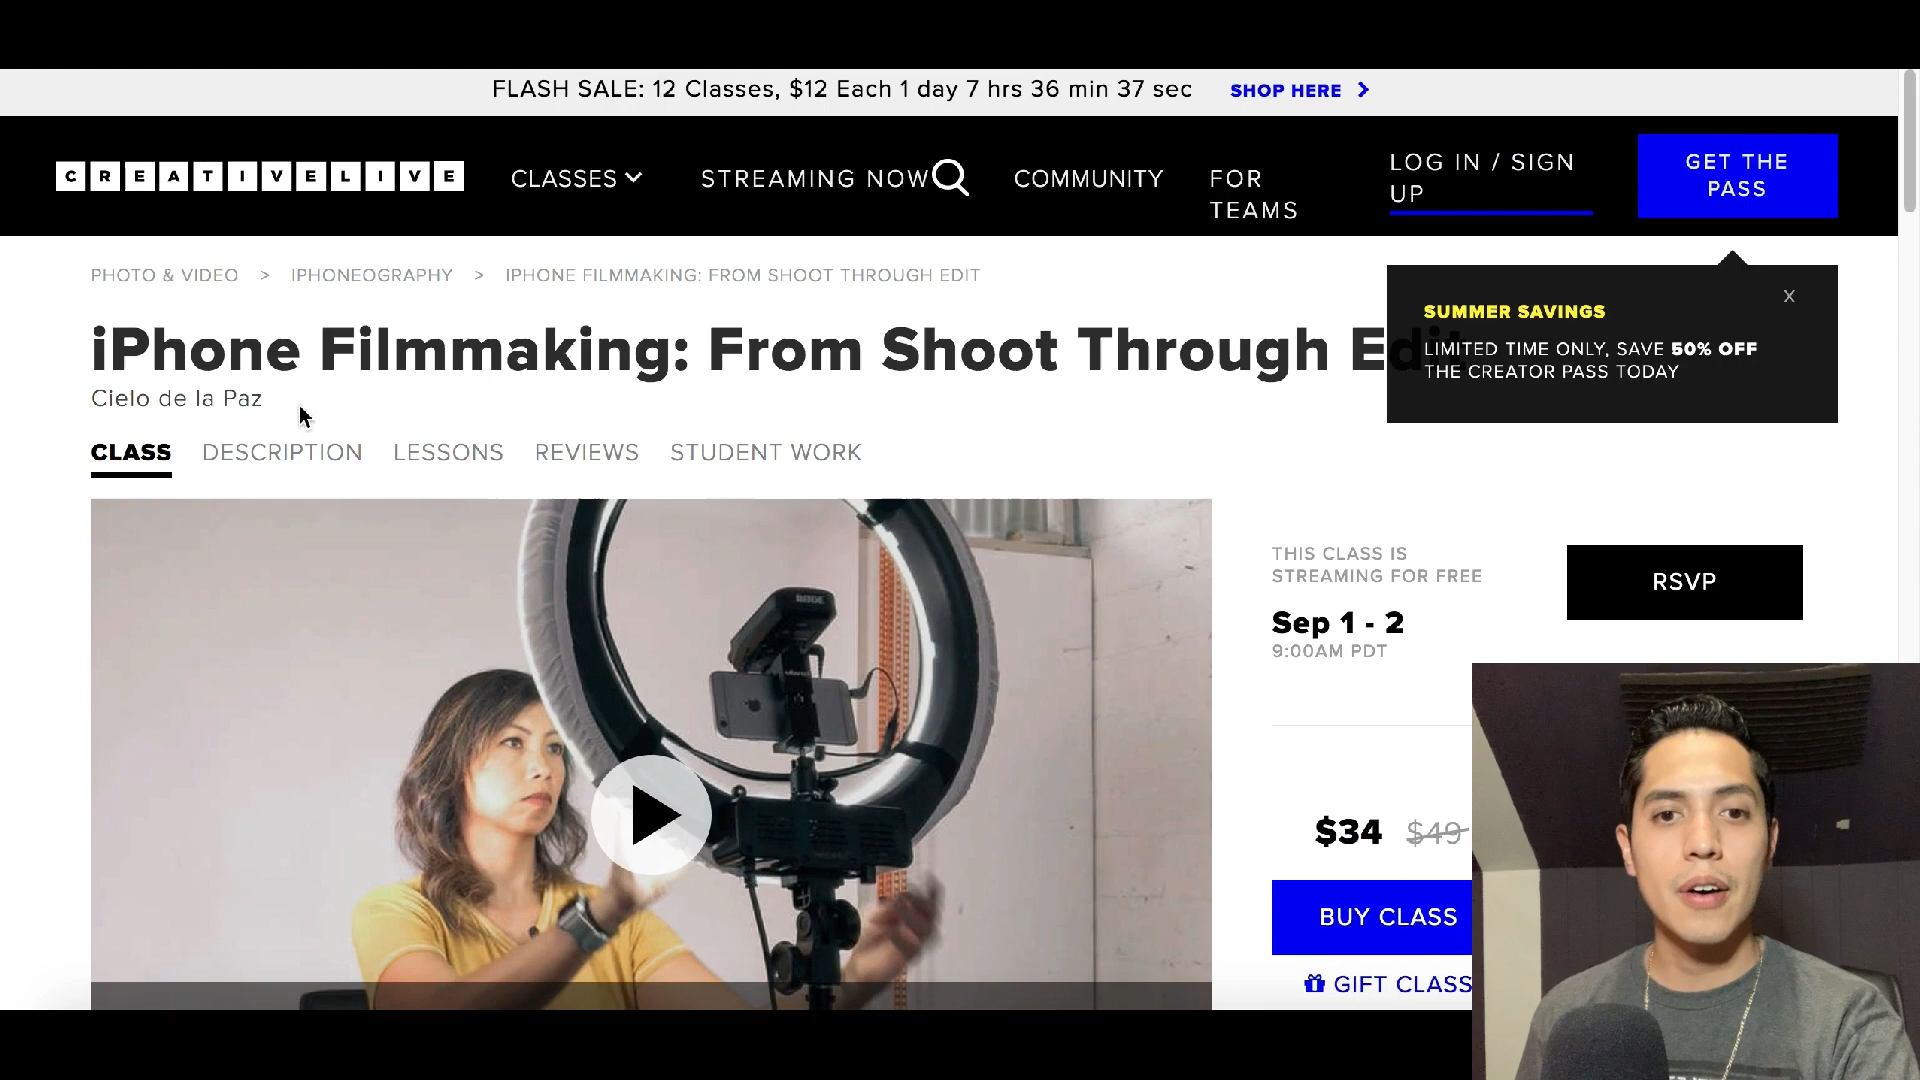 FLASH SALE: 12 Classes, $12 Each 1 day 7 hrs 36 min 37 sec SHOP HERE >
CREATIVELIVE CLASSES STREAMING NOW COMMUNITY FOR TEAMS LOG IN / SIGN UP GET THE PASS
PHOTO & VIDEO > IPHONEOGRAPHY > IPHONE FILMMAKING: FROM SHOOT THROUGH EDIT
iPhone Filmmaking: From Shoot Through Edit
Cielo de la Paz
X
SUMMER SAVINGS
LIMITED TIME ONLY, SAVE 50% OFF
THE CREATOR PASS TODAY
CLASS DESCRIPTION LESSONS REVIEWS STUDENT WORK
RODE
THIS CLASS IS
STREAMING FOR FREE
Sep 1 - 2
9:00AM PDT
RSVP
$34 $49
BUY CLASS
GIFT CLASS